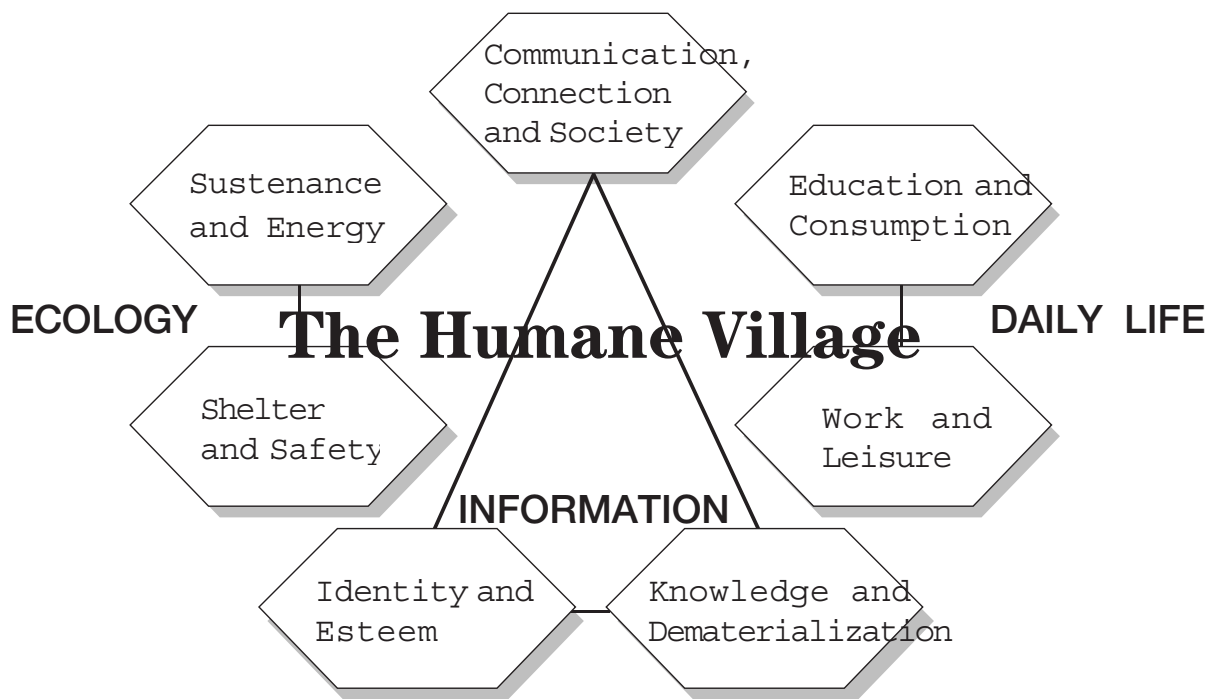 Communication,
Connection
and Society
Sustenance
and Energy
Education and
Consumption
ECOLOGY
The Humane Village
DAILY LIFE
Shelter
and Safety
Work and
Leisure
INFORMATION
Identity and
Esteem
Knowledge and
Dematerialization